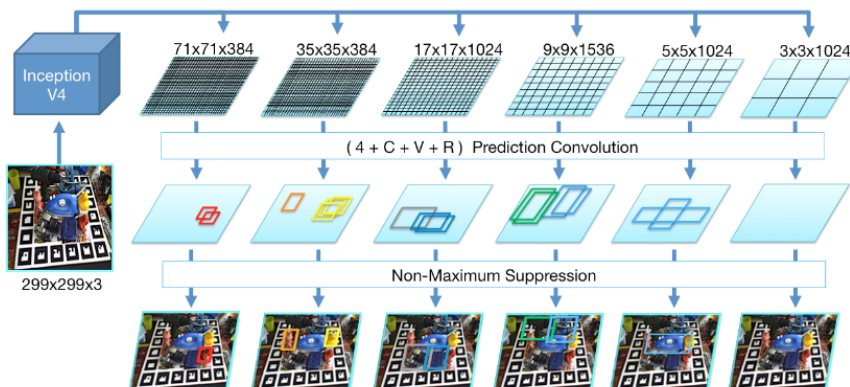 71x71x384
35x35x384
17x17x1024
9x9x1536
5x5x1024
3x3x1024
Inception
V4
( 4 + C + V + R ) Prediction Convolution
299x299x3
Non-Maximum Suppression